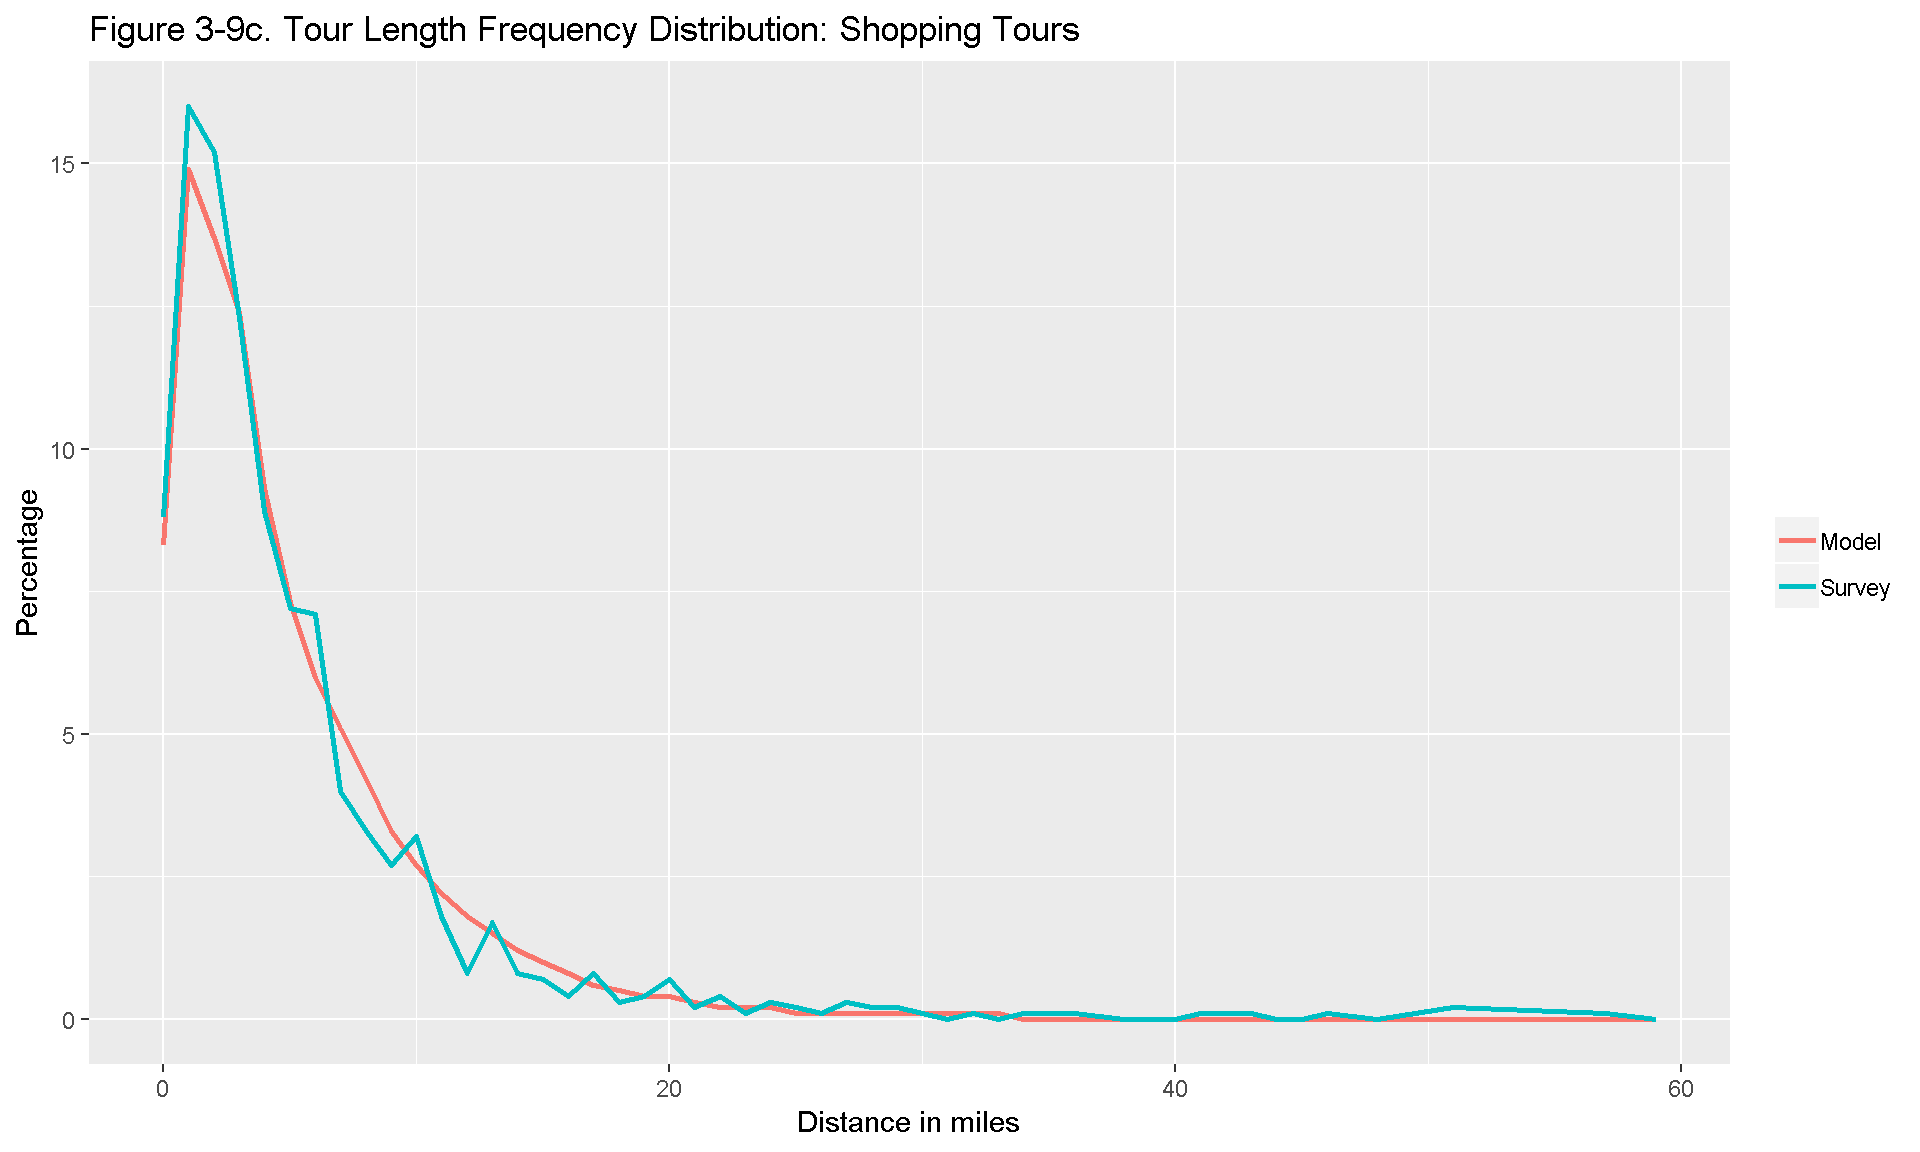 Figure 3-9c. Tour Length Frequency Distribution: Shopping Tours
15
10
5
0
Percentage
0 20 40 60
Distance in miles
Model
Survey